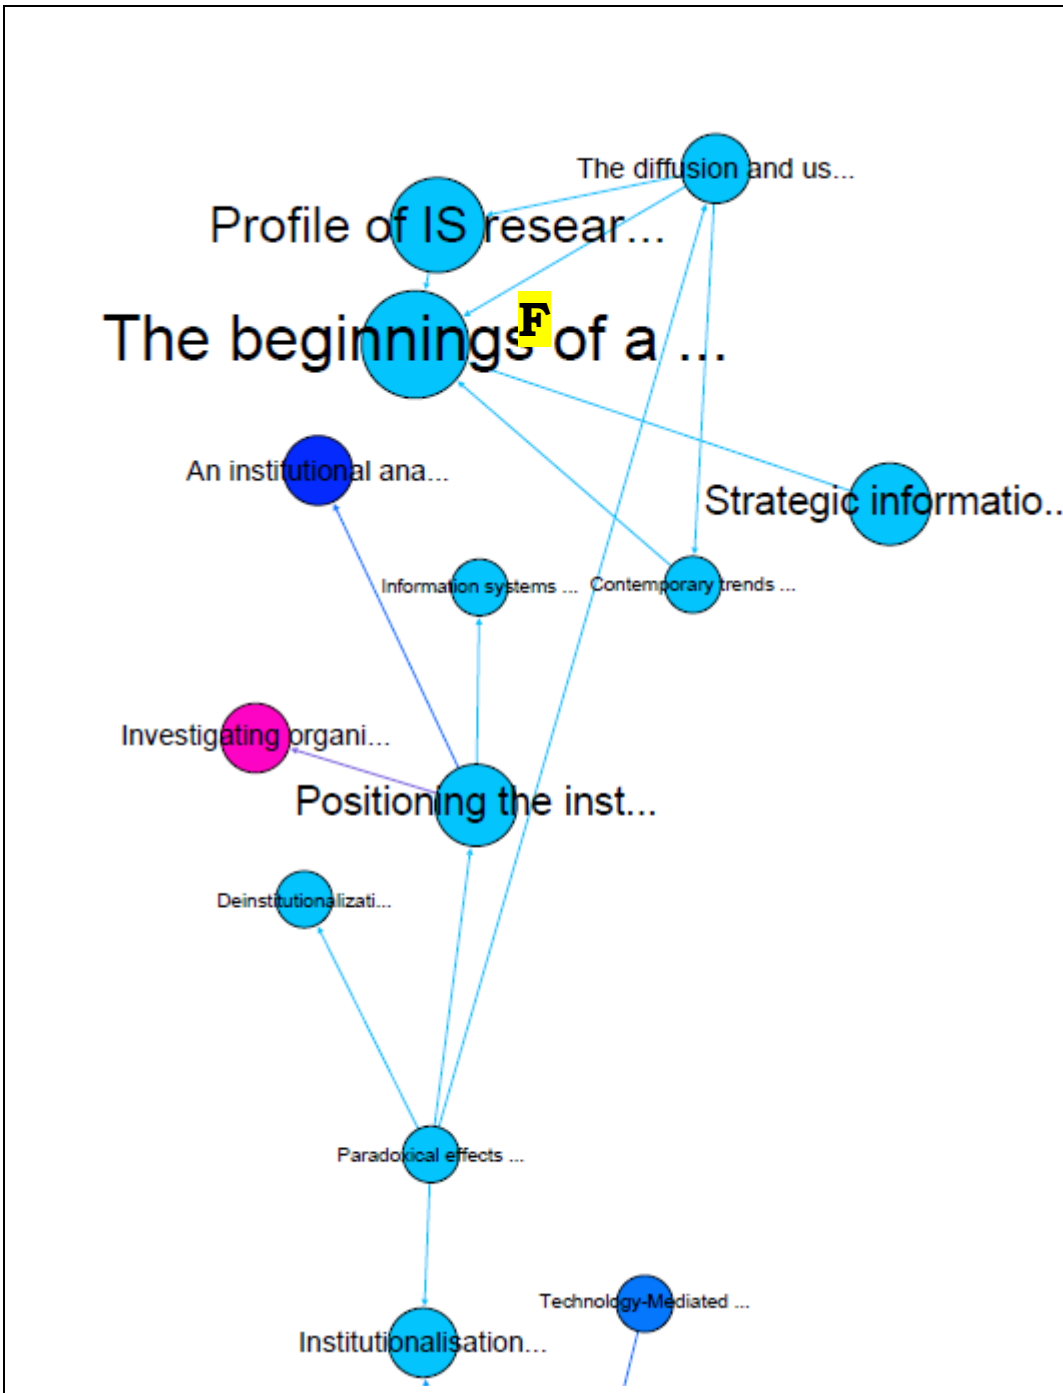 The diffusion and us...
Profile of IS resear...
F
The beginnings of a ...
An institutional ana...
Strategic informatio..
Information systems ...
Contemporary trends ...
Investigating organi...
Positioning the inst...
Deinstitutionalizati...
Paradoxical effects ...
Technology-Mediated ...
Institutionalisation...